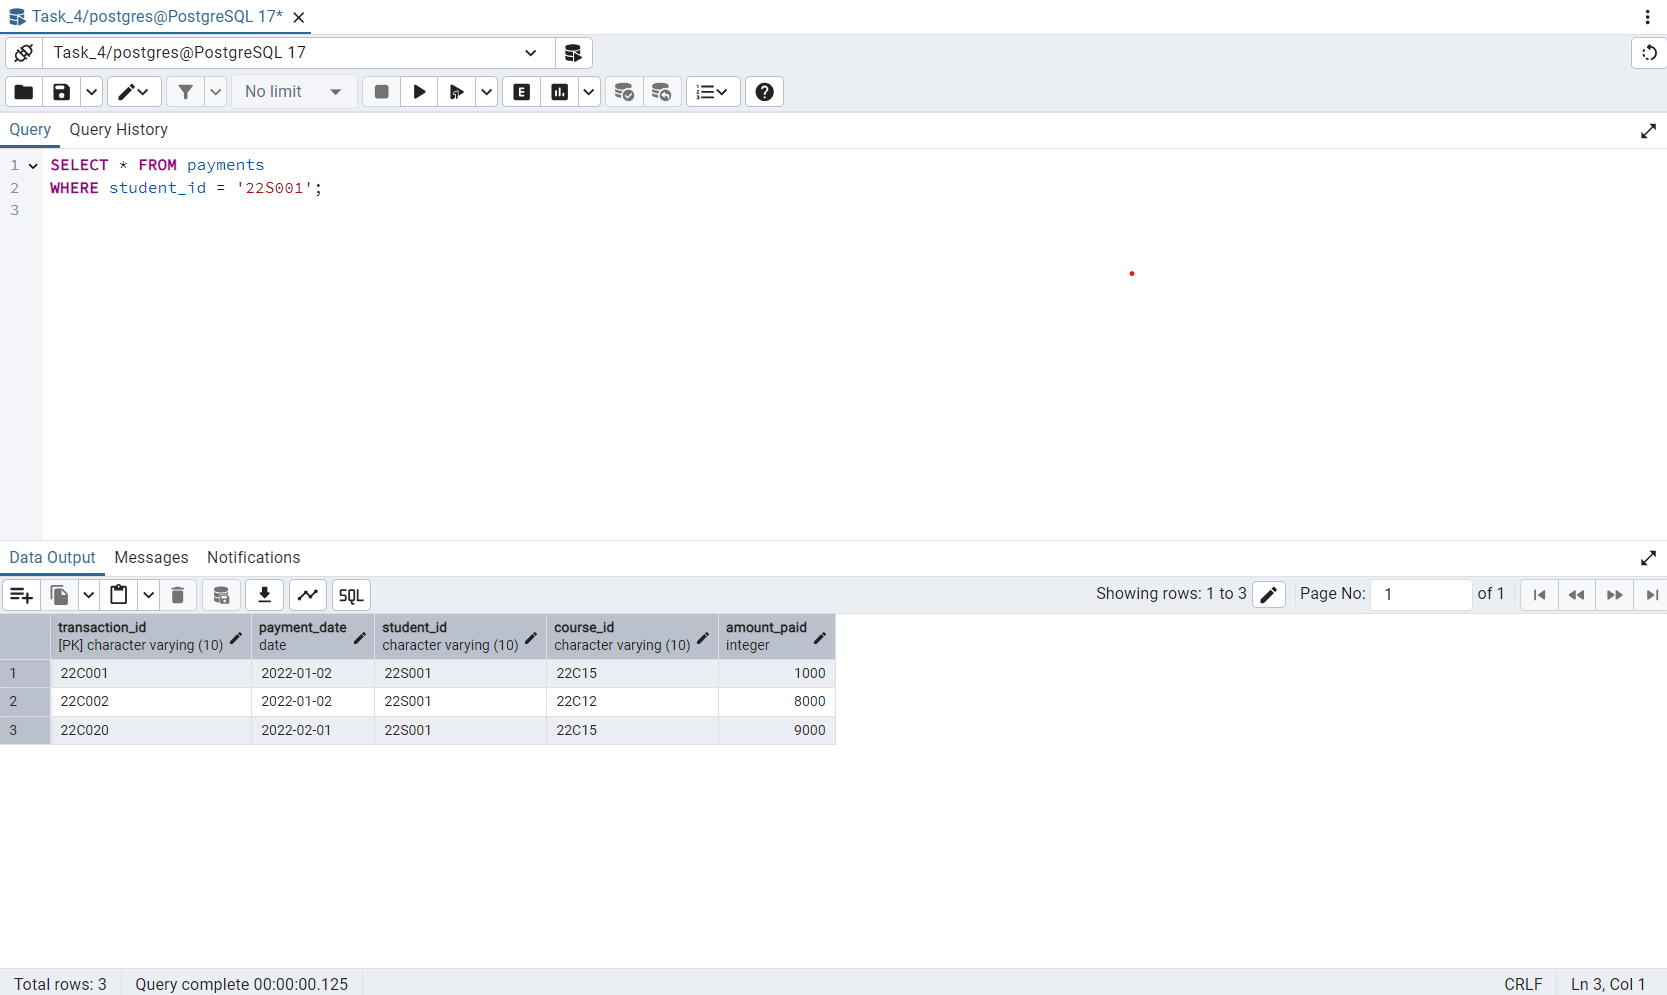 Task_4/postgres@PostgreSQL 17*
Task_4/postgres@PostgreSQL 17
No limit
E
Query Query History
1 SELECT * FROM payments
2 WHERE student_id = '22S001';
3
Data Output Messages Notifications
SQL Showing rows: 1 to 3 Page No: 1 of 1
transaction_id payment_date student_id course_id amount_paid
[PK] character varying (10) date character varying (10) character varying (10) integer
1 22C001 2022-01-02 22S001 22C15 1000
2 22C002 2022-01-02 22S001 22C12 8000
3 22C020 2022-02-01 22S001 22C15 9000
Total rows: 3 Query complete 00:00:00.125 CRLF Ln 3, Col 1